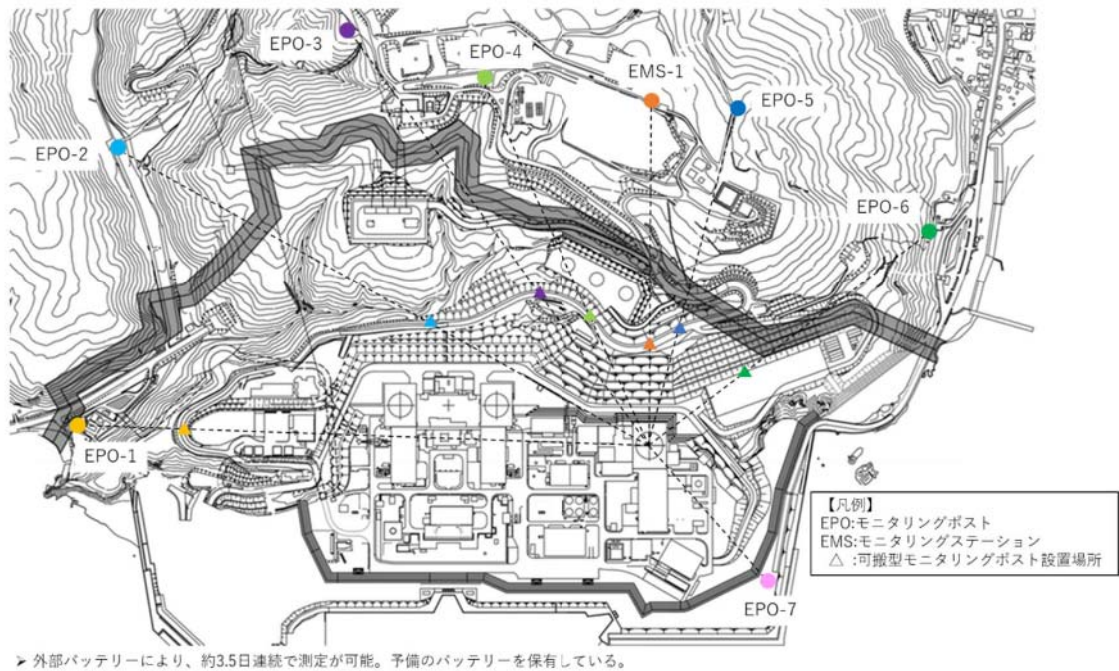 EPO-3
EPO-4
EMS-1
EPO-5
EPO-2
EPO-6
EPO-1
【凡例】
EPO:モニタリングポスト
EMS:モニタリングステーション
△ :可搬型モニタリングポスト設置場所
EPO-7
➤ 外部バッテリーにより、約3.5日連続で測定が可能。予備のバッテリーを保有している。